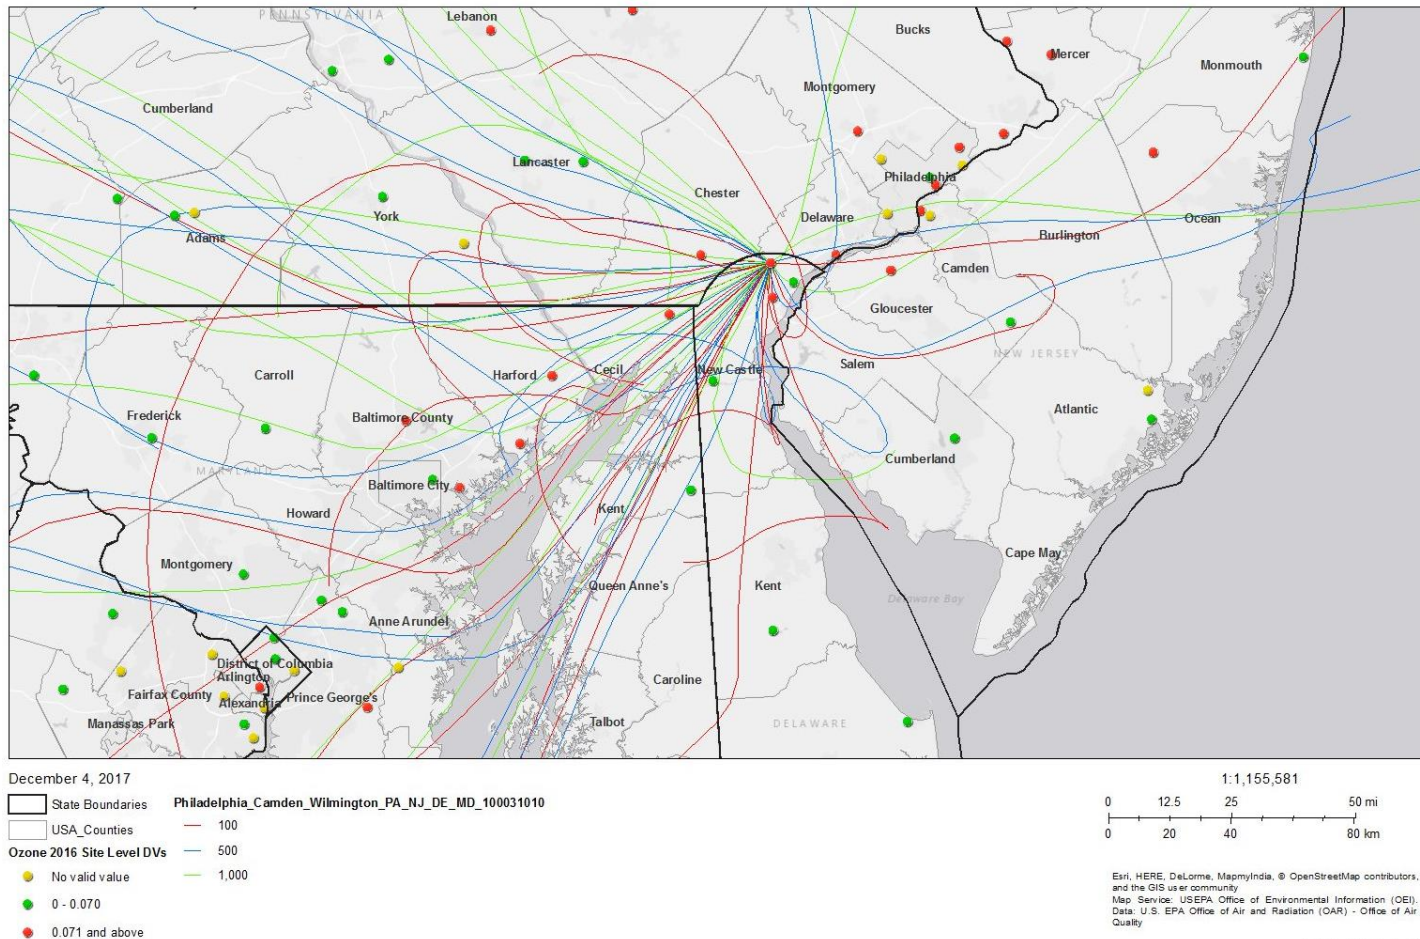 PENNSYLVANIA
Lebanon
Bucks
Mercer
Monmouth
Montgomery
Cumberland
Lancaster
Philadelphia
Chester
York
Delaware
Ocean
Adams
Burlington
Camden
Gloucester
NEW JERSEY
Salem
New Castle
Cecil
Harford
Carroll
Atlantic
Frederick
Baltimore County
Cumberland
MARYLAND
Baltimore City
Kent
Howard
Cape May
Montgomery
Queen Anne's
Kent
Delaware Bay
Anne Arundel
District of Columbia
Arlington
Caroline
Fairfax County
Prince George's
Alexandria
Manassas Park
Talbot
DELAWARE
December 4, 2017
State Boundaries
USA_Counties
Ozone 2016 Site Level DVs
No valid value
0 - 0.070
0.071 and above
Philadelphia_Camden_Wilmington_PA_NJ_DE_MD_100031010
100
500
1,000
1:1,155,581
0 12.5 25 50 mi
0 20 40 80 km
Esri, HERE, DeLorme, MapmyIndia, © OpenStreetMap contributors,
and the GIS user community
Map Service: USEPA Office of Environmental Information (OEI).
Data: U.S. EPA Office of Air and Radiation (OAR) - Office of Air
Quality